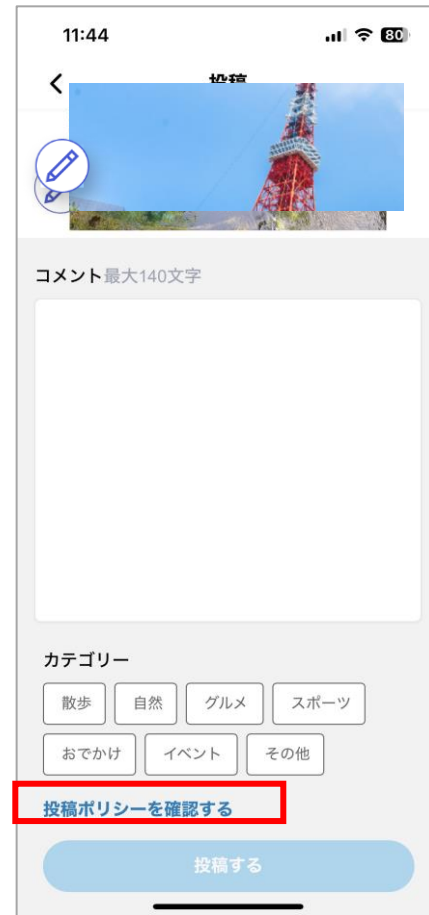 11:44
80
投稿
コメント最大140文字
カテゴリー
散歩 自然 グルメ スポーツ
おでかけ イベント その他
投稿ポリシーを確認する
投稿する